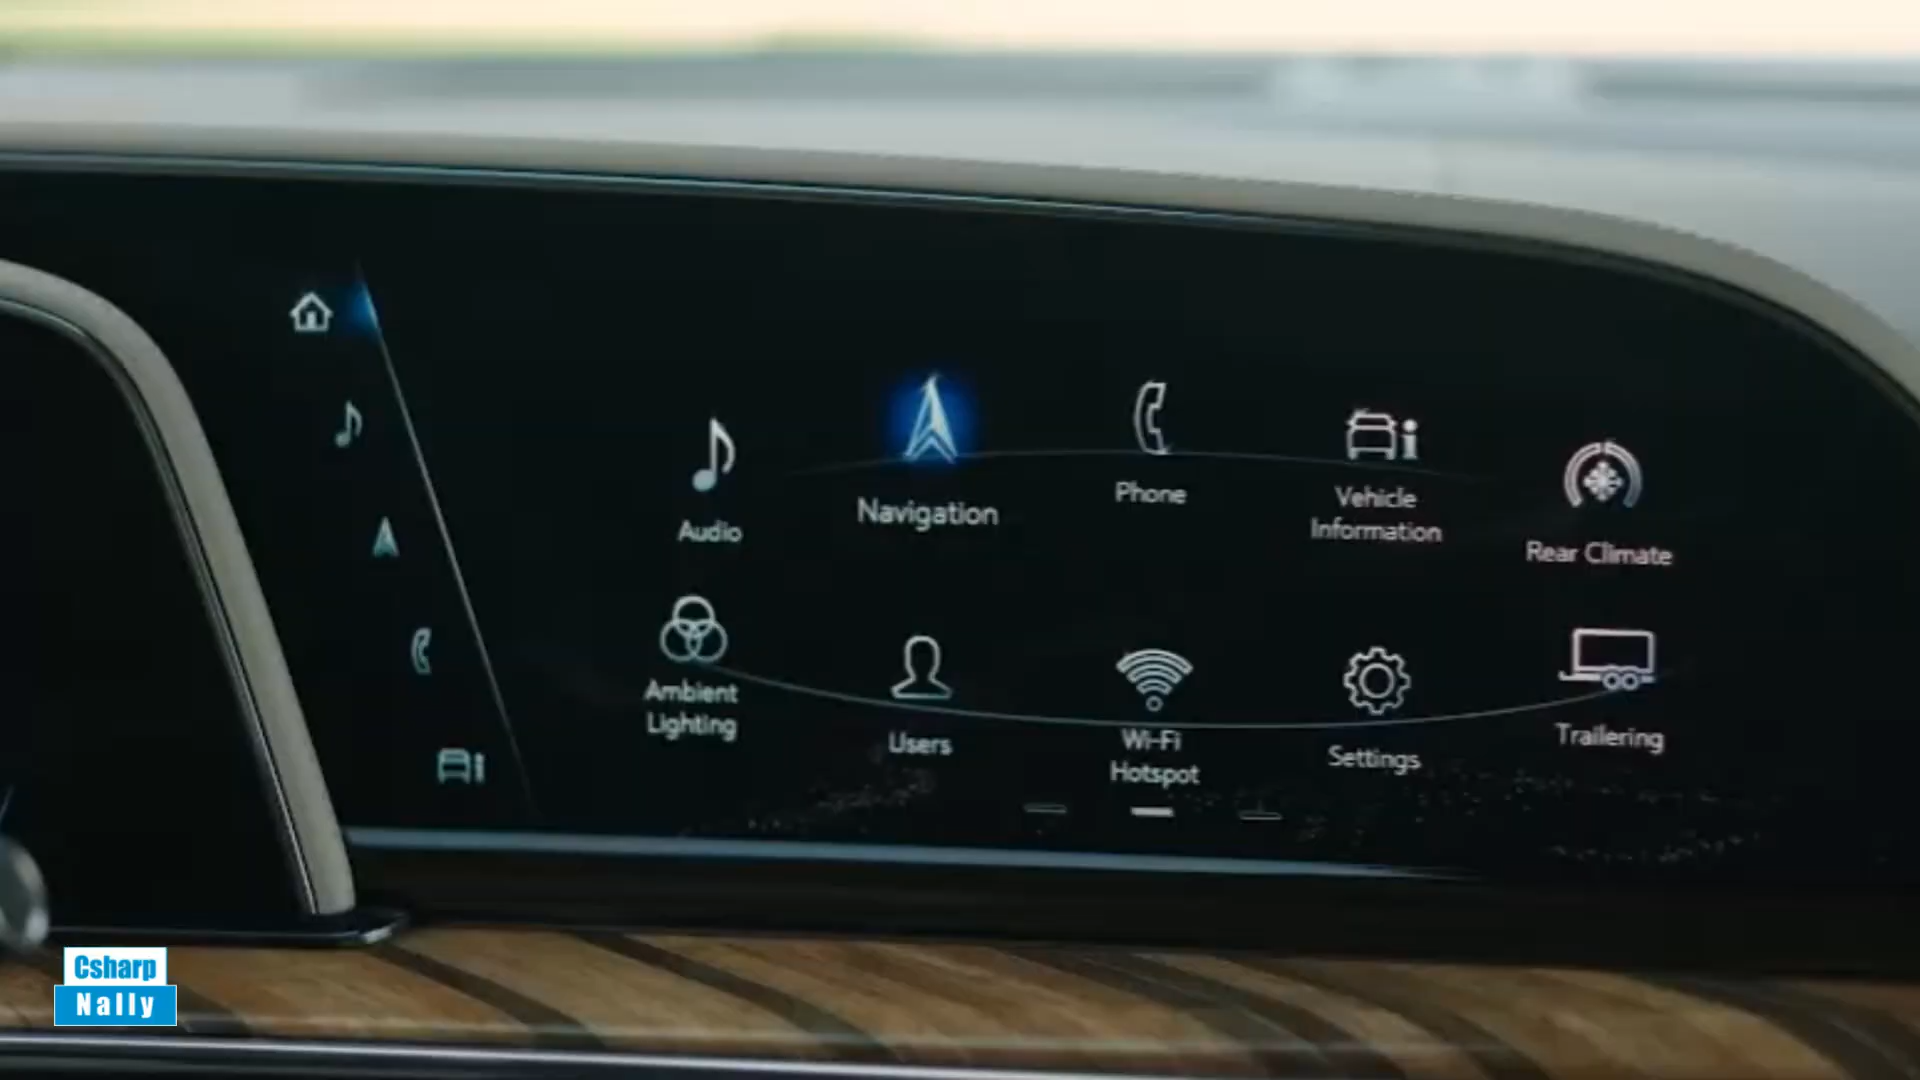 Audio
Navigation
Phone
Vehicle
Information
Rear Climate
Ambient
Lighting
Users
Wi-Fi
Hotspot
Settings
Trailering
Csharp
Nally